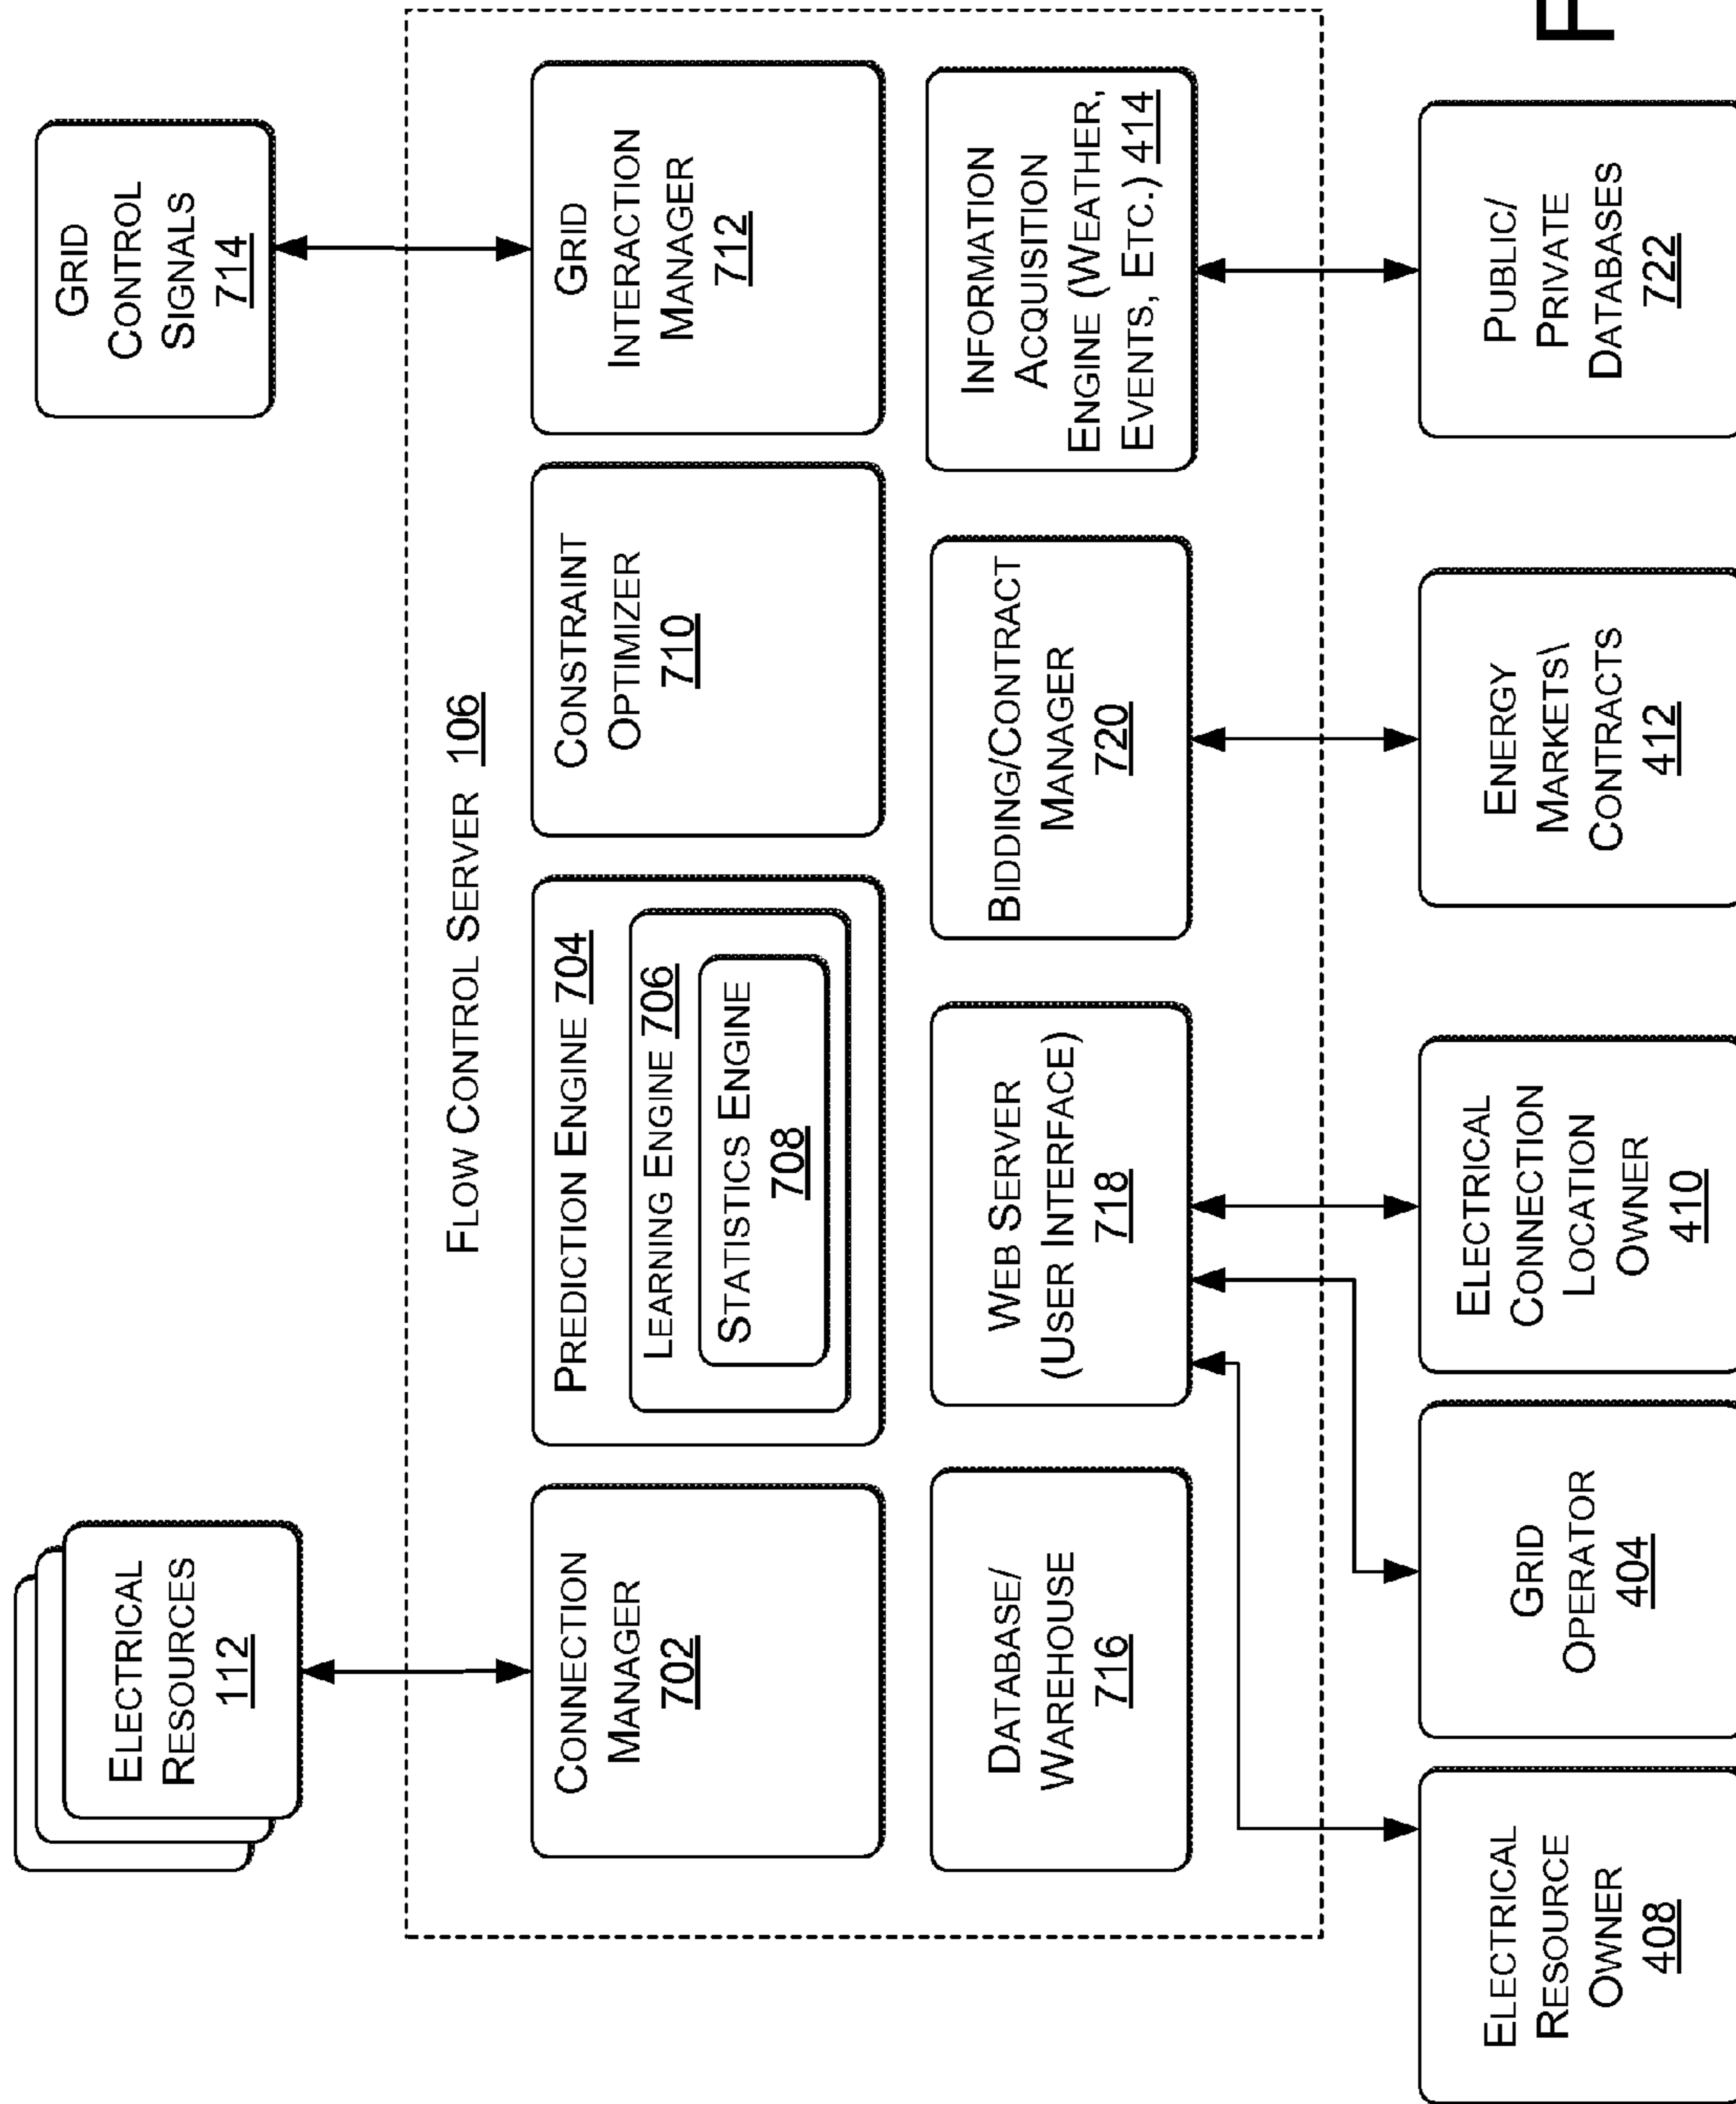 ELECTRICAL
RESOURCES
112
GRID
CONTROL
SIGNALS
714
FLOW CONTROL SERVER 106
CONNECTION
MANAGER
702
PREDICTION ENGINE 704
LEARNING ENGINE 706
STATISTICS ENGINE
708
CONSTRAINT
OPTIMIZER
710
GRID
INTERACTION
MANAGER
712
DATABASE/
WAREHOUSE
716
WEB SERVER
(USER INTERFACE)
718
BIDDING/CONTRACT
MANAGER
720
INFORMATION
ACQUISITION
ENGINE (WEATHER,
EVENTS, ETC.) 414
ELECTRICAL
RESOURCE
OWNER
408
GRID
OPERATOR
404
ELECTRICAL
CONNECTION
LOCATION
OWNER
410
ENERGY
MARKETS\
CONTRACTS
412
PUBLIC/
PRIVATE
DATABASES
722
F